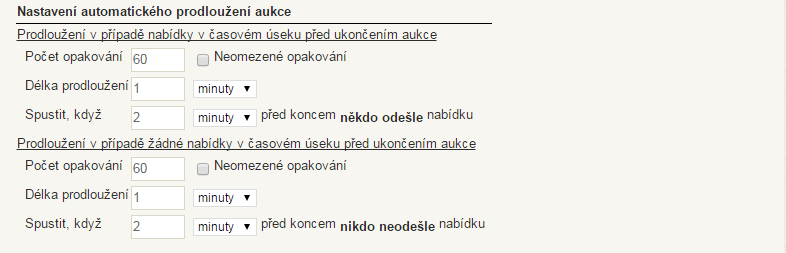 Nastavení automatického prodloužení aukce
Prodloužení v případě nabídky v časovém úseku před ukončením aukce
Počet opakování 60 Neomezené opakování
Délka prodloužení 1 minuty
Spustit, když 2 minuty před koncem někdo odešle nabídku
Prodloužení v případě žádné nabídky v časovém úseku před ukončením aukce
Počet opakování 60 Neomezené opakování
Délka prodloužení 1 minuty
Spustit, když 2 minuty před koncem nikdo neodešle nabídku